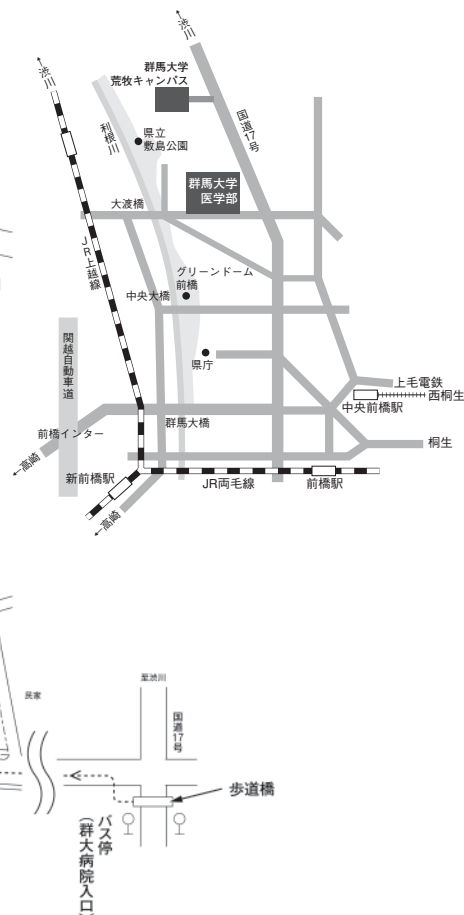 渋川
渋川
群馬大学
荒牧キャンパス
国道17号
利根川
県立
敷島公園
群馬大学
医学部
大渡橋
JR上越線
グリーンドーム
前橋
中央大橋
関越自動車道
県庁
上毛電鉄
西桐生
中央前橋駅
群馬大橋
前橋インター
桐生
高崎
新前橋駅
JR両毛線
前橋駅
高崎
至渋川
民家
国道17号
歩道橋
バス停
(群大病院入口)